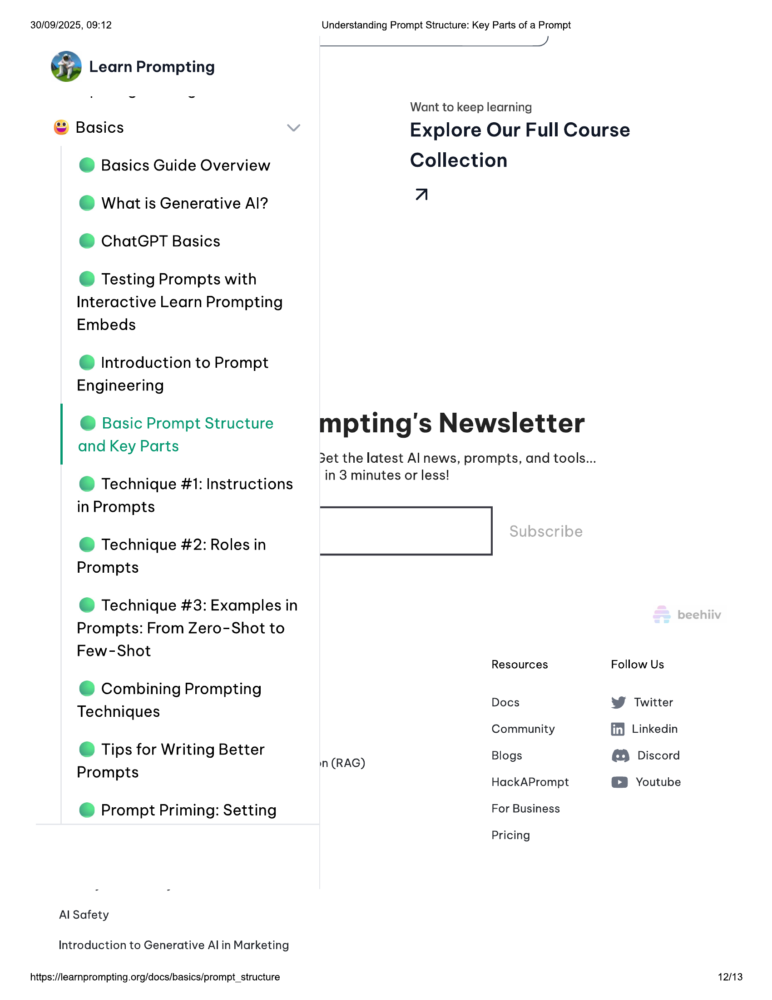 30/09/2025, 09:12
Understanding Prompt Structure: Key Parts of a Prompt
Learn Prompting
Basics
Basics Guide Overview
What is Generative AI?
ChatGPT Basics
Testing Prompts with
Interactive Learn Prompting
Embeds
Introduction to Prompt
Engineering
Basic Prompt Structure
and Key Parts
Technique #1: Instructions
in Prompts
Technique #2: Roles in
Prompts
Technique #3: Examples in
Prompts: From Zero-Shot to
Few-Shot
Combining Prompting
Techniques
Tips for Writing Better
Prompts
Prompt Priming: Setting
Want to keep learning
Explore Our Full Course
Collection
mpting's Newsletter
Get the latest AI news, prompts, and tools...
in 3 minutes or less!
Subscribe
beehiiv
on (RAG)
Resources
Docs
Community
Blogs
HackAPrompt
For Business
Pricing
Follow Us
Twitter
Linkedin
Discord
Youtube
AI Safety
Introduction to Generative AI in Marketing
https://learnprompting.org/docs/basics/prompt_structure
12/13